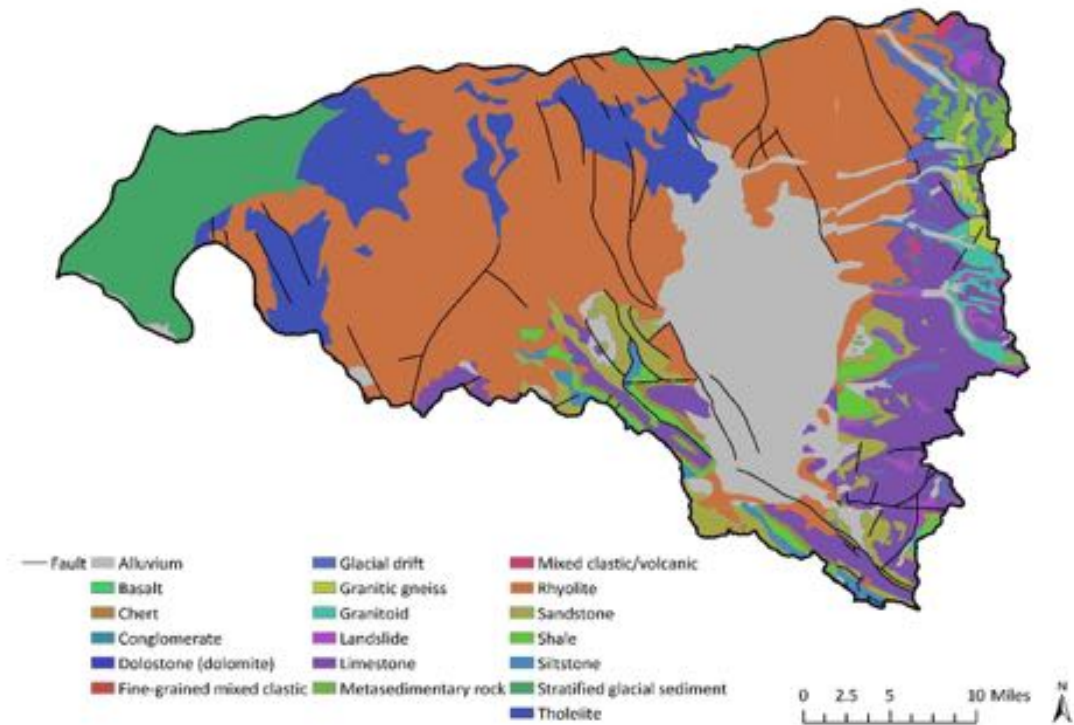 Fault
Alluvium
Basalt
Chert
Conglomerate
Dolostone (dolomite)
Fine-grained mixed clastic
Glacial drift
Granitic gneiss
Granitoid
Landslide
Limestone
Metasedimentary rock
Mixed clastic/volcanic
Rhyolite
Sandstone
Shale
Siltstone
Stratified glacial sediment
Tholeiite
0 2.5 5 10 Miles
N